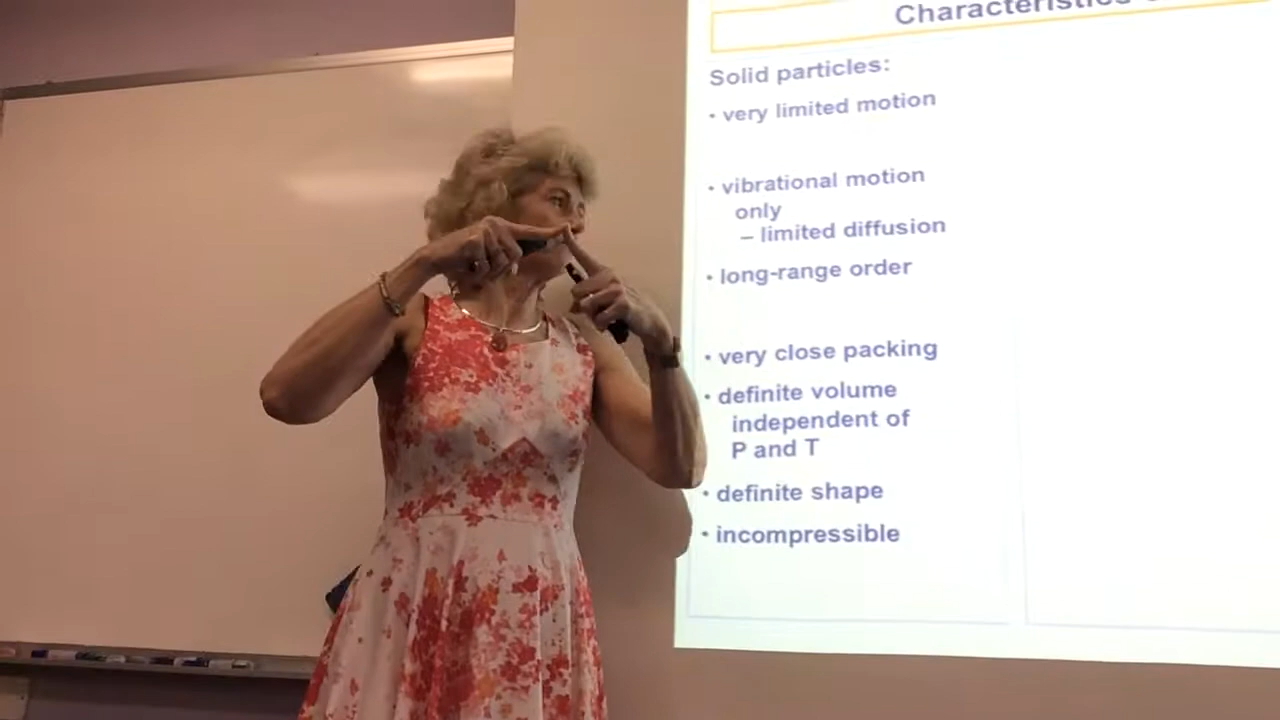 Characteristics
Solid particles:
• very limited motion
• vibrational motion
only
– limited diffusion
• long-range order
• very close packing
• definite volume
independent of
P and T
• definite shape
• incompressible